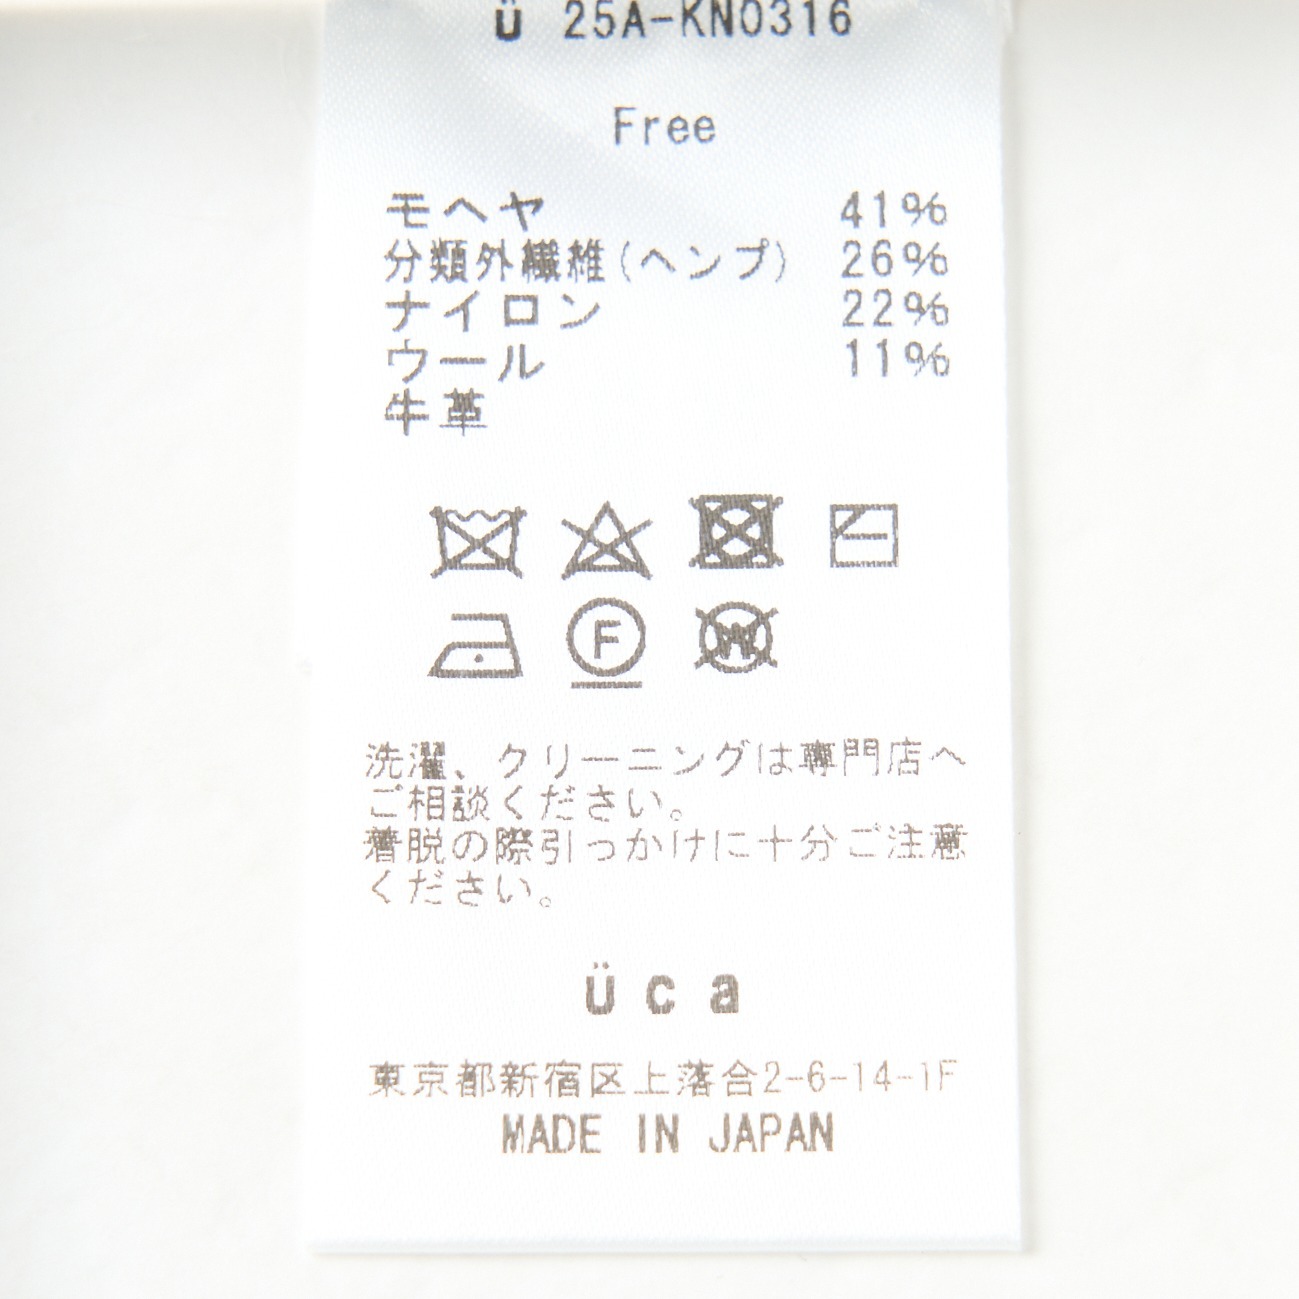 ü 25A-KN0316
Free
モヘヤ 41%
分類外繊維(ヘンプ) 26%
ナイロン 22%
ウール 11%
牛革
F
W
洗濯、クリーニングは専門店へ
ご相談ください。
着脱の際引っかけに十分ご注意
ください。
üca
東京都新宿区上落合2-6-14-1F
MADE IN JAPAN